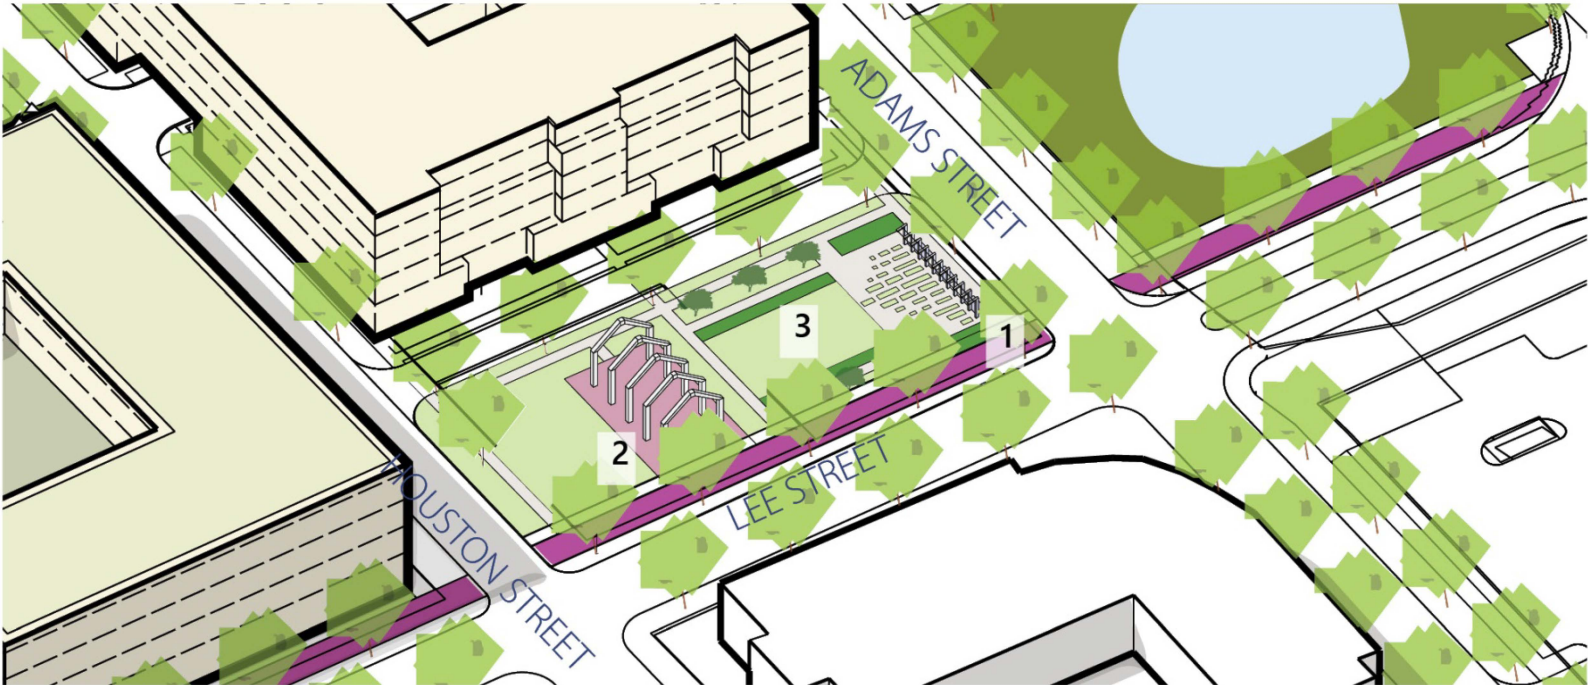 ADAMS STREET
3
1
2
LEE STREET
HOUSTON STREET